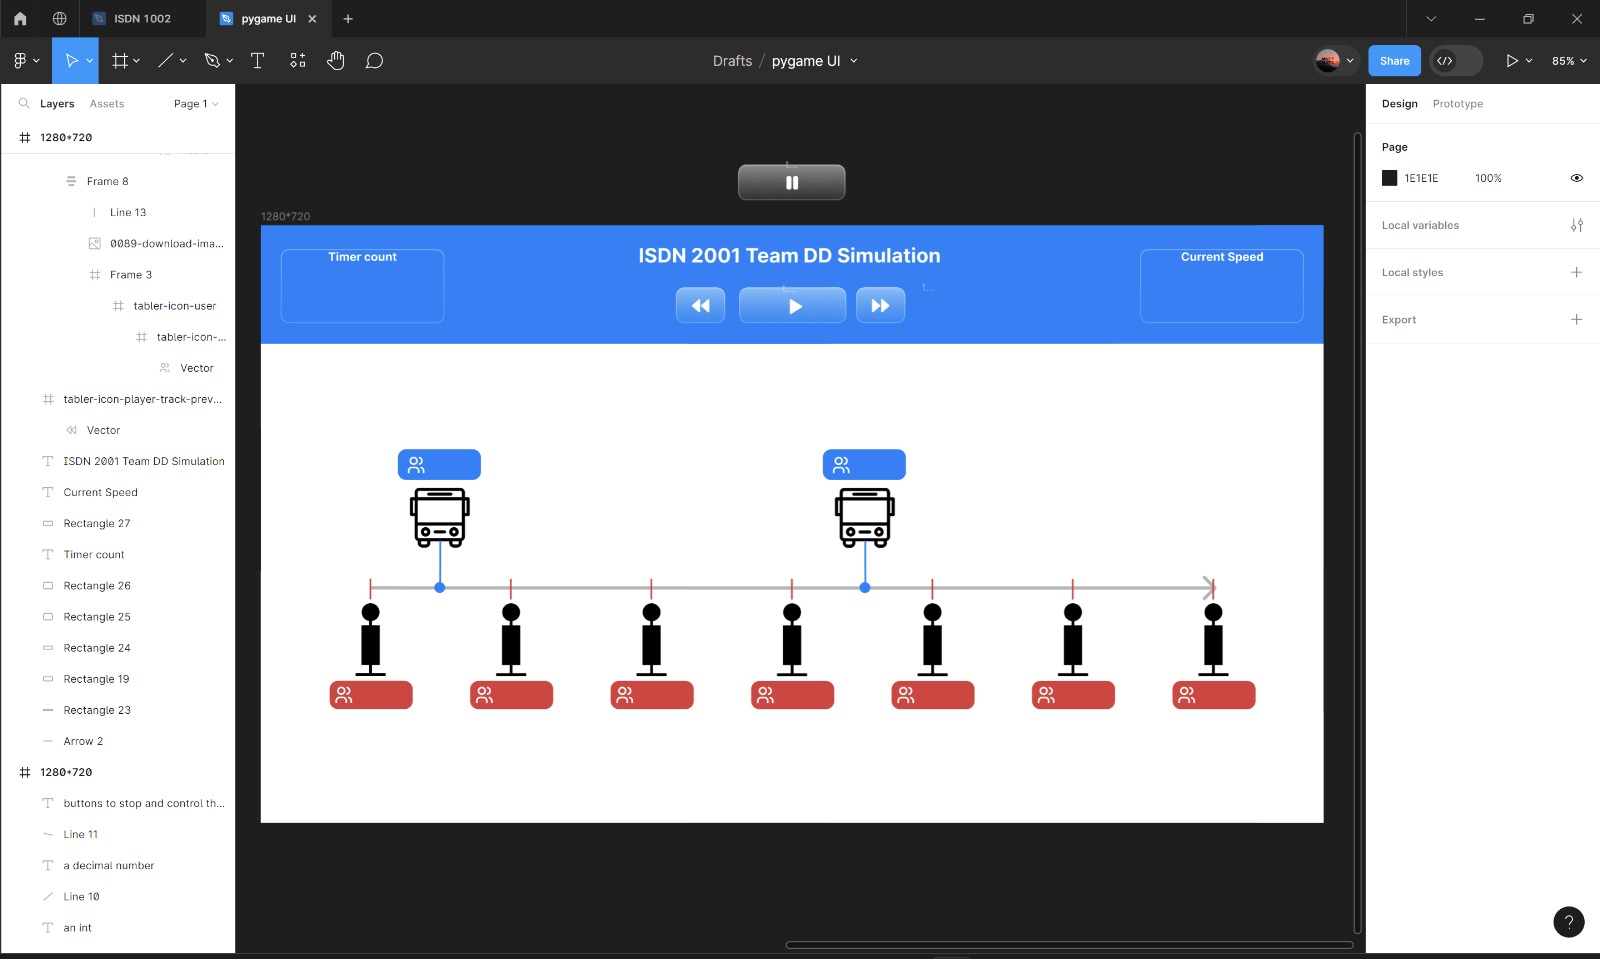 ISDN 1002
pygame UI
Drafts / pygame UI
Share
85%
Layers
Assets
Page 1
1280*720
Frame 8
Line 13
0089-download-ima...
Frame 3
tabler-icon-user
tabler-icon-...
Vector
tabler-icon-player-track-prev...
Vector
ISDN 2001 Team DD Simulation
Current Speed
Rectangle 27
Timer count
Rectangle 26
Rectangle 25
Rectangle 24
Rectangle 19
Rectangle 23
Arrow 2
1280*720
buttons to stop and control th...
Line 11
a decimal number
Line 10
an int
t...
1280*720
Timer count
ISDN 2001 Team DD Simulation
Current Speed
t...
t...
Design
Prototype
Page
1E1E1E
100%
Local variables
Local styles
Export
?